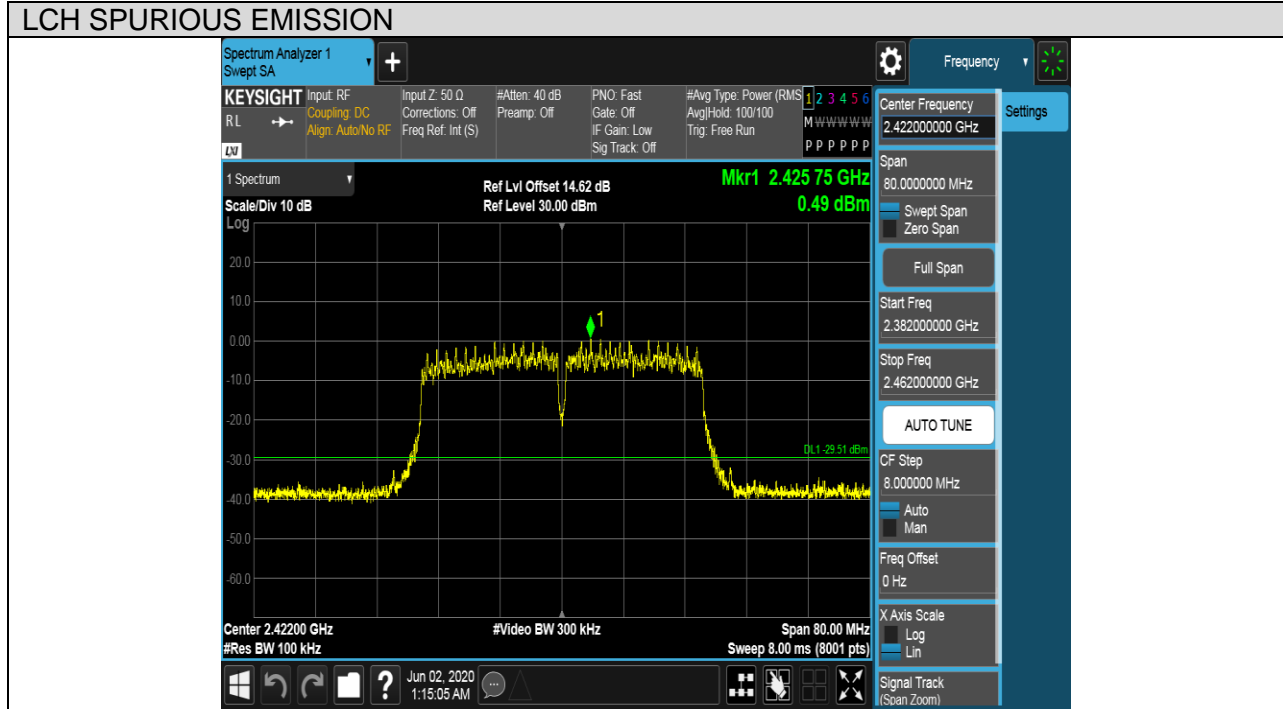 LCH SPURIOUS EMISSION
Spectrum Analyzer 1
Swept SA
Frequency
KEYSIGHT
RL
LXI
Input: RF
Coupling: DC
Align: Auto/No RF
Input Z: 50 Ω
Corrections: Off
Freq Ref: Int (S)
#Atten: 40 dB
Preamp: Off
PNO: Fast
Gate: Off
IF Gain: Low
Sig Track: Off
#Avg Type: Power (RMS
Avg|Hold: 100/100
Trig: Free Run
1 2 3 4 5 6
M W W W W W
P P P P P P
1 Spectrum
Scale/Div 10 dB
Log
Ref Lvl Offset 14.62 dB
Ref Level 30.00 dBm
Mkr1 2.425 75 GHz
0.49 dBm
20.0
10.0
0.00
-10.0
-20.0
-30.0
-40.0
-50.0
-60.0
1
DL1 -29.51 dBm
Center 2.42200 GHz
#Res BW 100 kHz
#Video BW 300 kHz
Span 80.00 MHz
Sweep 8.00 ms (8001 pts)
Center Frequency
2.422000000 GHz
Settings
Span
80.0000000 MHz
Swept Span
Zero Span
Full Span
Start Freq
2.382000000 GHz
Stop Freq
2.462000000 GHz
AUTO TUNE
CF Step
8.000000 MHz
Auto
Man
Freq Offset
0 Hz
X Axis Scale
Log
Lin
Signal Track
(Span Zoom)
?
Jun 02, 2020
1:15:05 AM